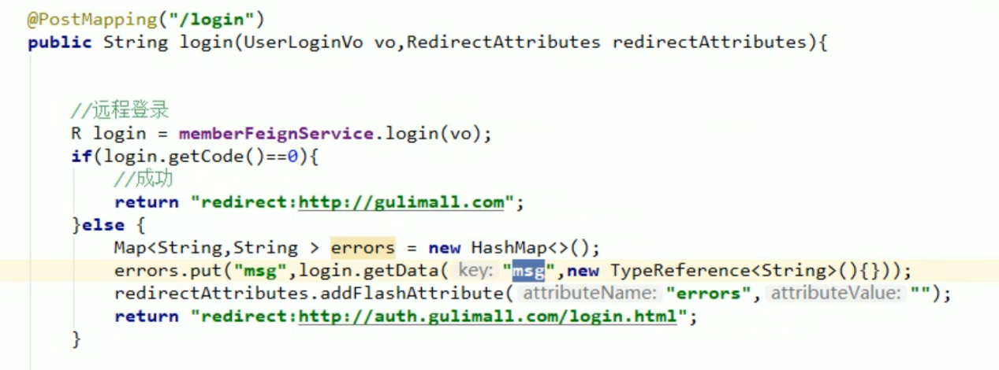 @PostMapping("/login")
public String login(UserLoginVo vo,RedirectAttributes redirectAttributes){
//远程登录
R login = memberFeignService.login(vo);
if(login.getCode()==0){
//成功
return "redirect:http://gulimall.com";
}else {
Map<String,String > errors = new HashMap<>();
errors.put("msg",login.getData( key: "msg",new TypeReference<String>(){}));
redirectAttributes.addFlashAttribute( attributeName: "errors", attributeValue: "");
return "redirect:http://auth.gulimall.com/login.html";
}